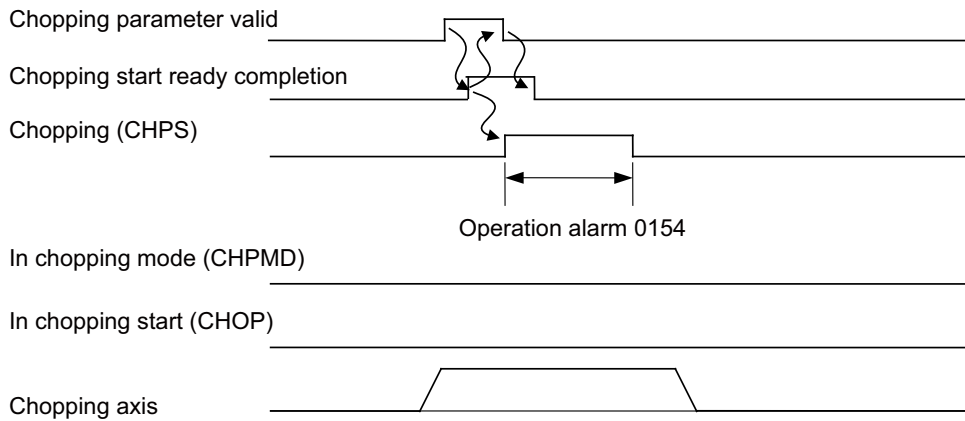 Chopping parameter valid
Chopping start ready completion
Chopping (CHPS)
Operation alarm 0154
In chopping mode (CHPMD)
In chopping start (CHOP)
Chopping axis